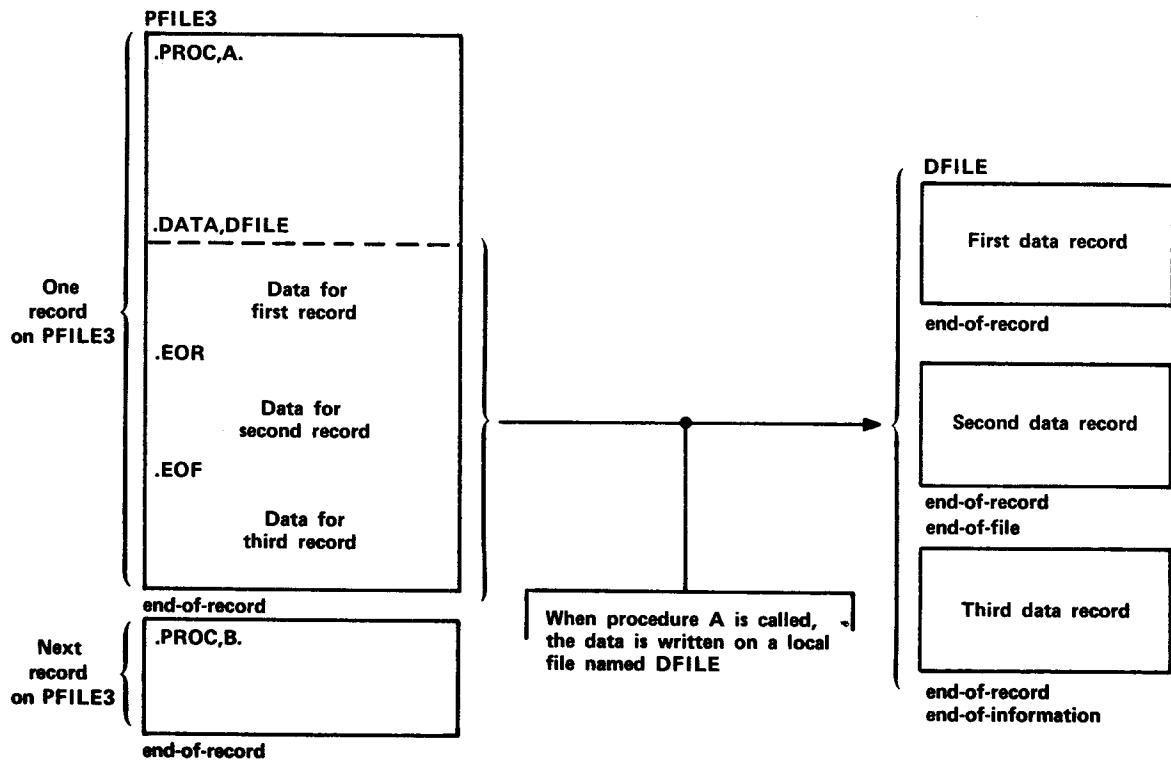 PFILE3
.PROC,A.
.DATA,DFILE
One
record
on PFILE3
Data for
first record
.EOR
Data for
second record
.EOF
Data for
third record
end-of-record
Next
record
on PFILE3
.PROC,B.
end-of-record
When procedure A is called,
the data is written on a local
file named DFILE
DFILE
First data record
end-of-record
Second data record
end-of-record
end-of-file
Third data record
end-of-record
end-of-information